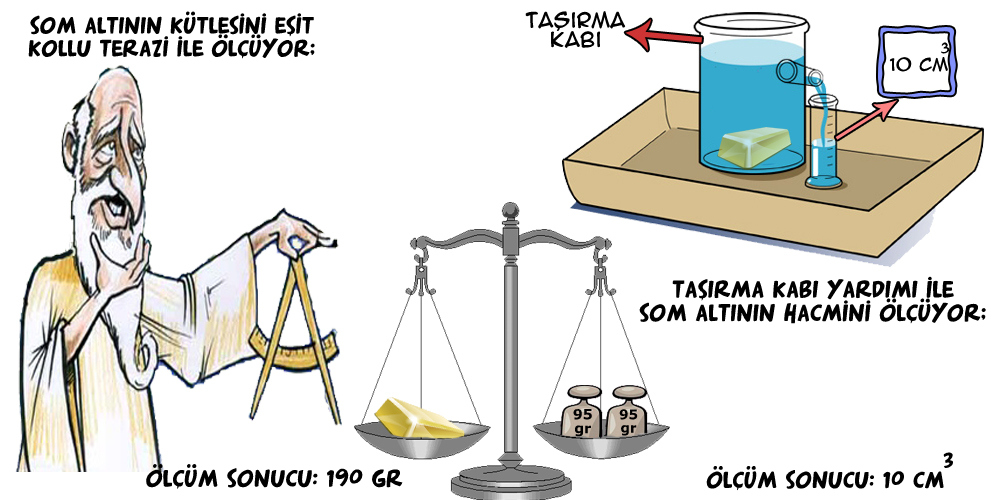 SOM ALTININ KÜTLESİNİ EŞİT
KOLLU TERAZİ İLE ÖLÇÜYOR:
TAŞIRMA
KABI
10 CM³
TAŞIRMA KABI YARDIMI İLE
SOM ALTININ HACMİNİ ÖLÇÜYOR:
95
gr
95
gr
ÖLÇÜM SONUCU: 190 GR
ÖLÇÜM SONUCU: 10 CM³